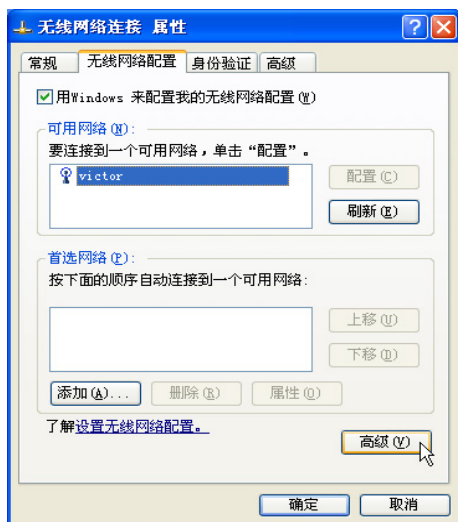 无线网络连接 属性
常规 无线网络配置 身份验证 高级
用Windows 来配置我的无线网络配置(W)
可用网络(N):
要连接到一个可用网络，单击“配置”。
victor
配置(C)
刷新(E)
首选网络(P):
按下面的顺序自动连接到一个可用网络:
上移(U)
下移(D)
添加(A)... 删除(R) 属性(O)
了解设置无线网络配置。
高级(V)
确定 取消